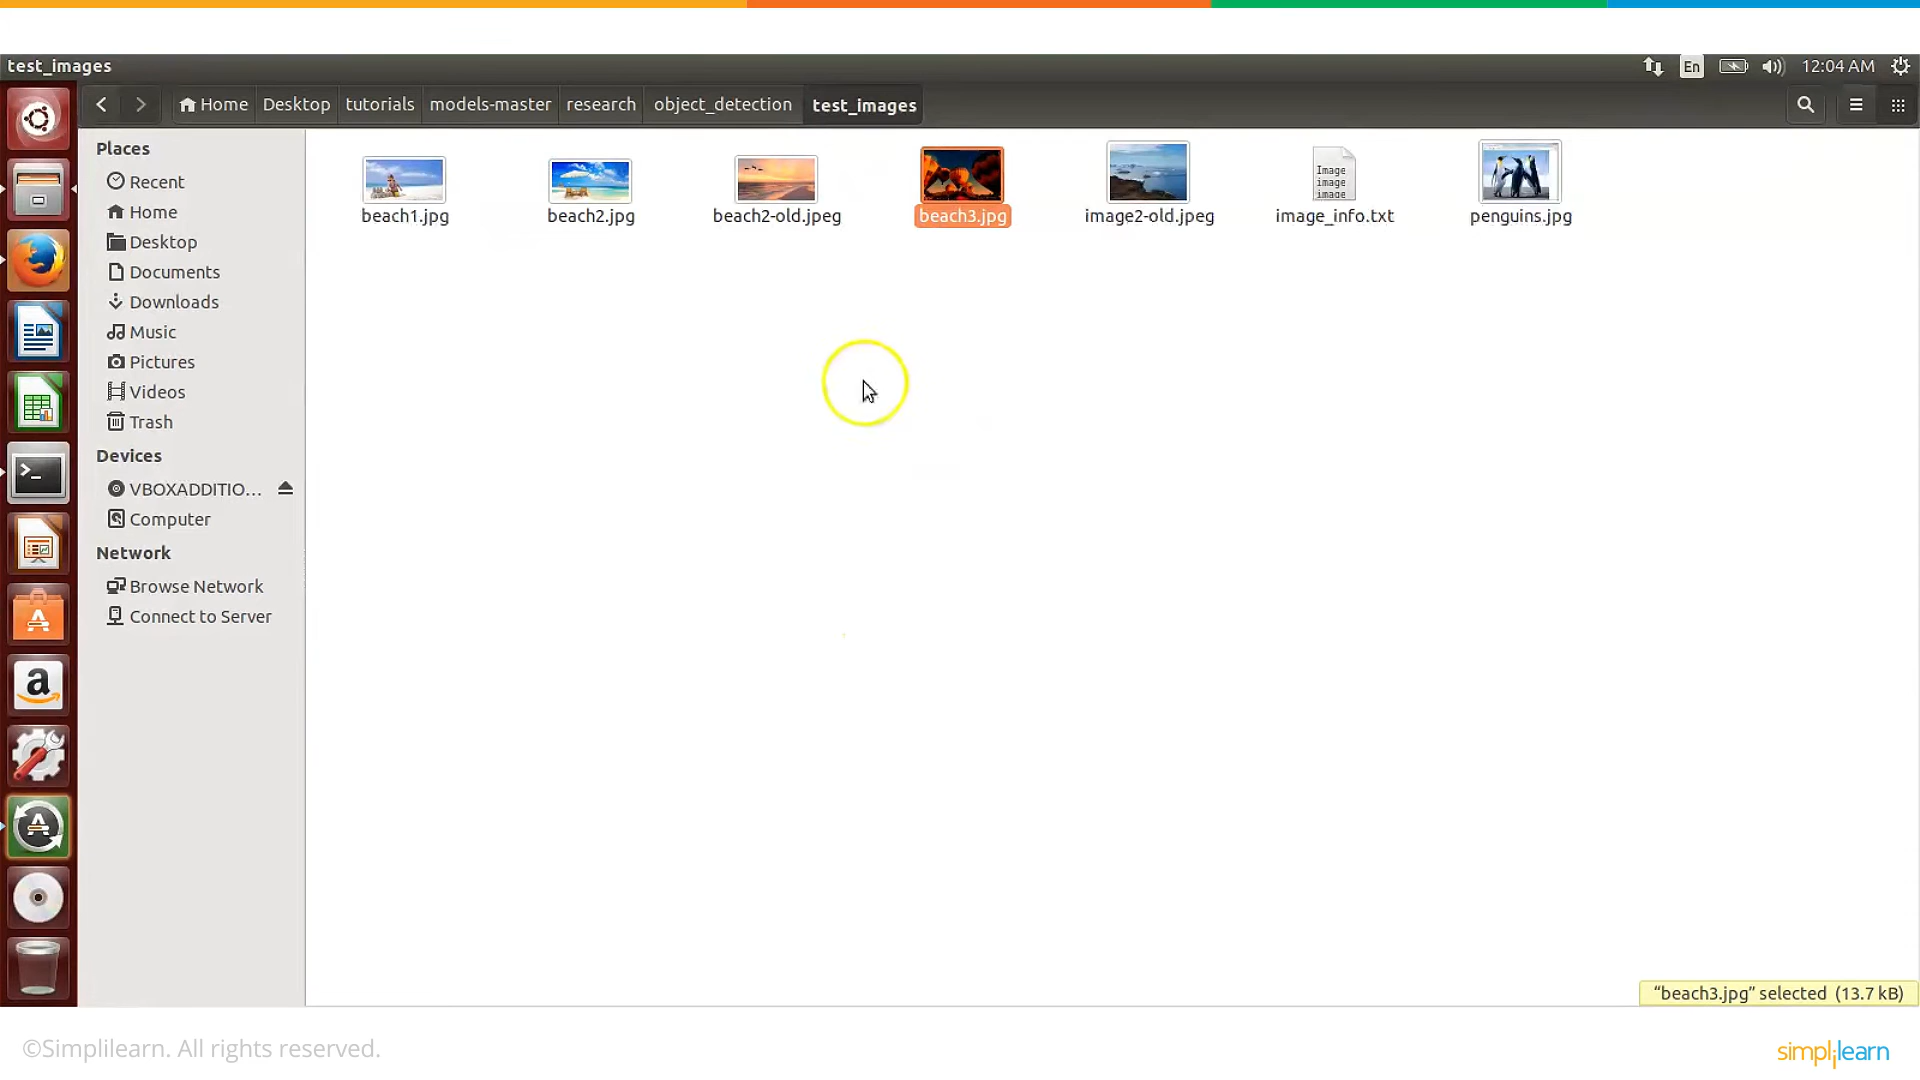 test_images
En
12:04 AM
Home
Desktop
tutorials
models-master
research
object_detection
test_images
Places
Recent
Home
Desktop
Documents
Downloads
Music
Pictures
Videos
Trash
Devices
VBOXADDITIO...
Computer
Network
Browse Network
Connect to Server
beach1.jpg
beach2.jpg
beach2-old.jpeg
beach3.jpg
image2-old.jpeg
Image
image
image
image_info.txt
penguins.jpg
“beach3.jpg” selected (13.7 kB)
©Simplilearn. All rights reserved.
simplilearn